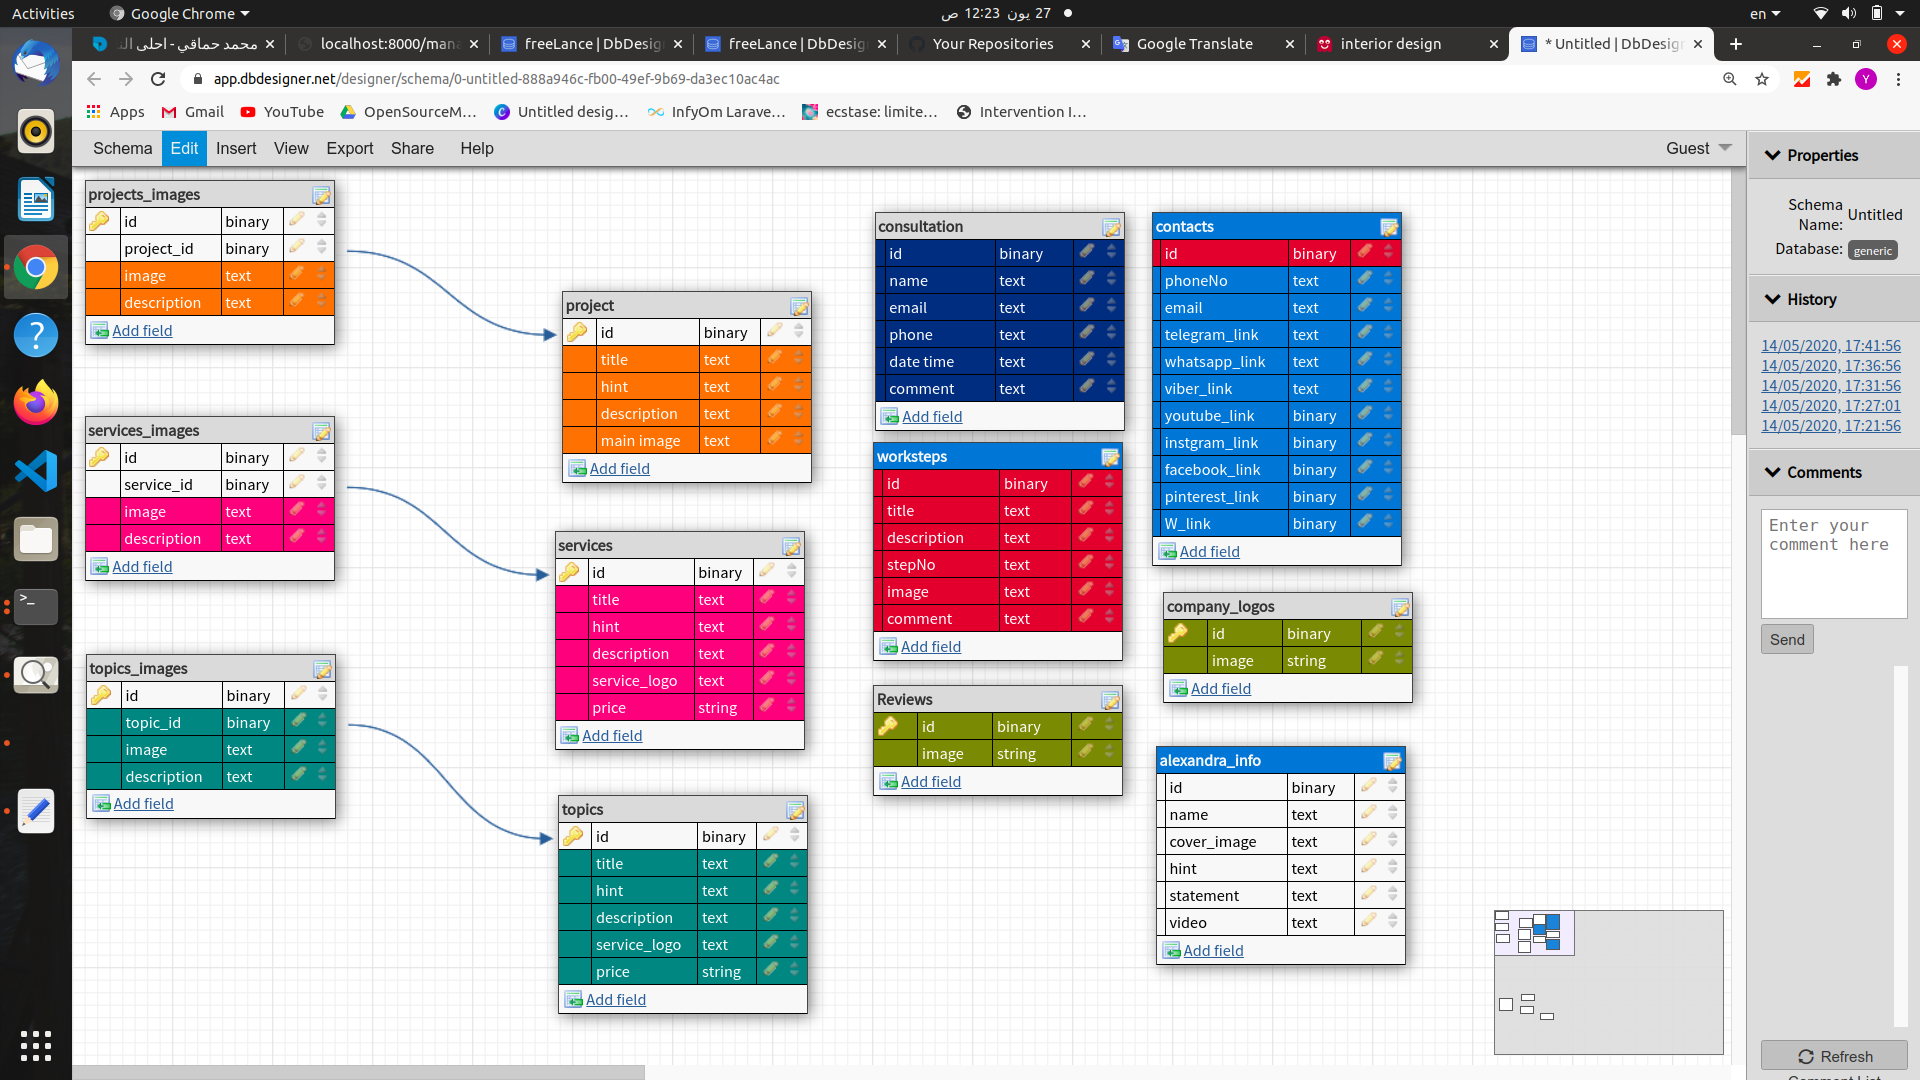 Activities
Google Chrome
27 يون 12:23 ص
en
محمد حماقي - احلى الـ
localhost:8000/mana
freeLance | DbDesign
freeLance | DbDesign
Your Repositories
Google Translate
interior design
* Untitled | DbDesign
app.dbdesigner.net/designer/schema/0-untitled-888a946c-fb00-49ef-9b69-da3ec10ac4ac
Y
Apps
Gmail
YouTube
OpenSourceM...
Untitled desig...
InfyOm Larave...
ecstase: limite...
Intervention I...
Schema Edit Insert View Export Share Help
Guest
projects_images
id binary
project_id binary
image text
description text
Add field
services_images
id binary
service_id binary
image text
description text
Add field
topics_images
id binary
topic_id binary
image text
description text
Add field
project
id binary
title text
hint text
description text
main image text
Add field
services
id binary
title text
hint text
description text
service_logo text
price string
Add field
topics
id binary
title text
hint text
description text
service_logo text
price string
Add field
consultation
id binary
name text
email text
phone text
date time text
comment text
Add field
worksteps
id binary
title text
description text
stepNo text
image text
comment text
Add field
Reviews
id binary
image string
Add field
contacts
id binary
phoneNo text
email text
telegram_link text
whatsapp_link text
viber_link text
youtube_link binary
instgram_link binary
facebook_link binary
pinterest_link binary
W_link binary
Add field
company_logos
id binary
image string
Add field
alexandra_info
id binary
name text
cover_image text
hint text
statement text
video text
Add field
Properties
Schema Name: Untitled
Database: generic
History
14/05/2020, 17:41:56
14/05/2020, 17:36:56
14/05/2020, 17:31:56
14/05/2020, 17:27:01
14/05/2020, 17:21:56
Comments
Enter your
comment here
Send
Refresh
Comment List